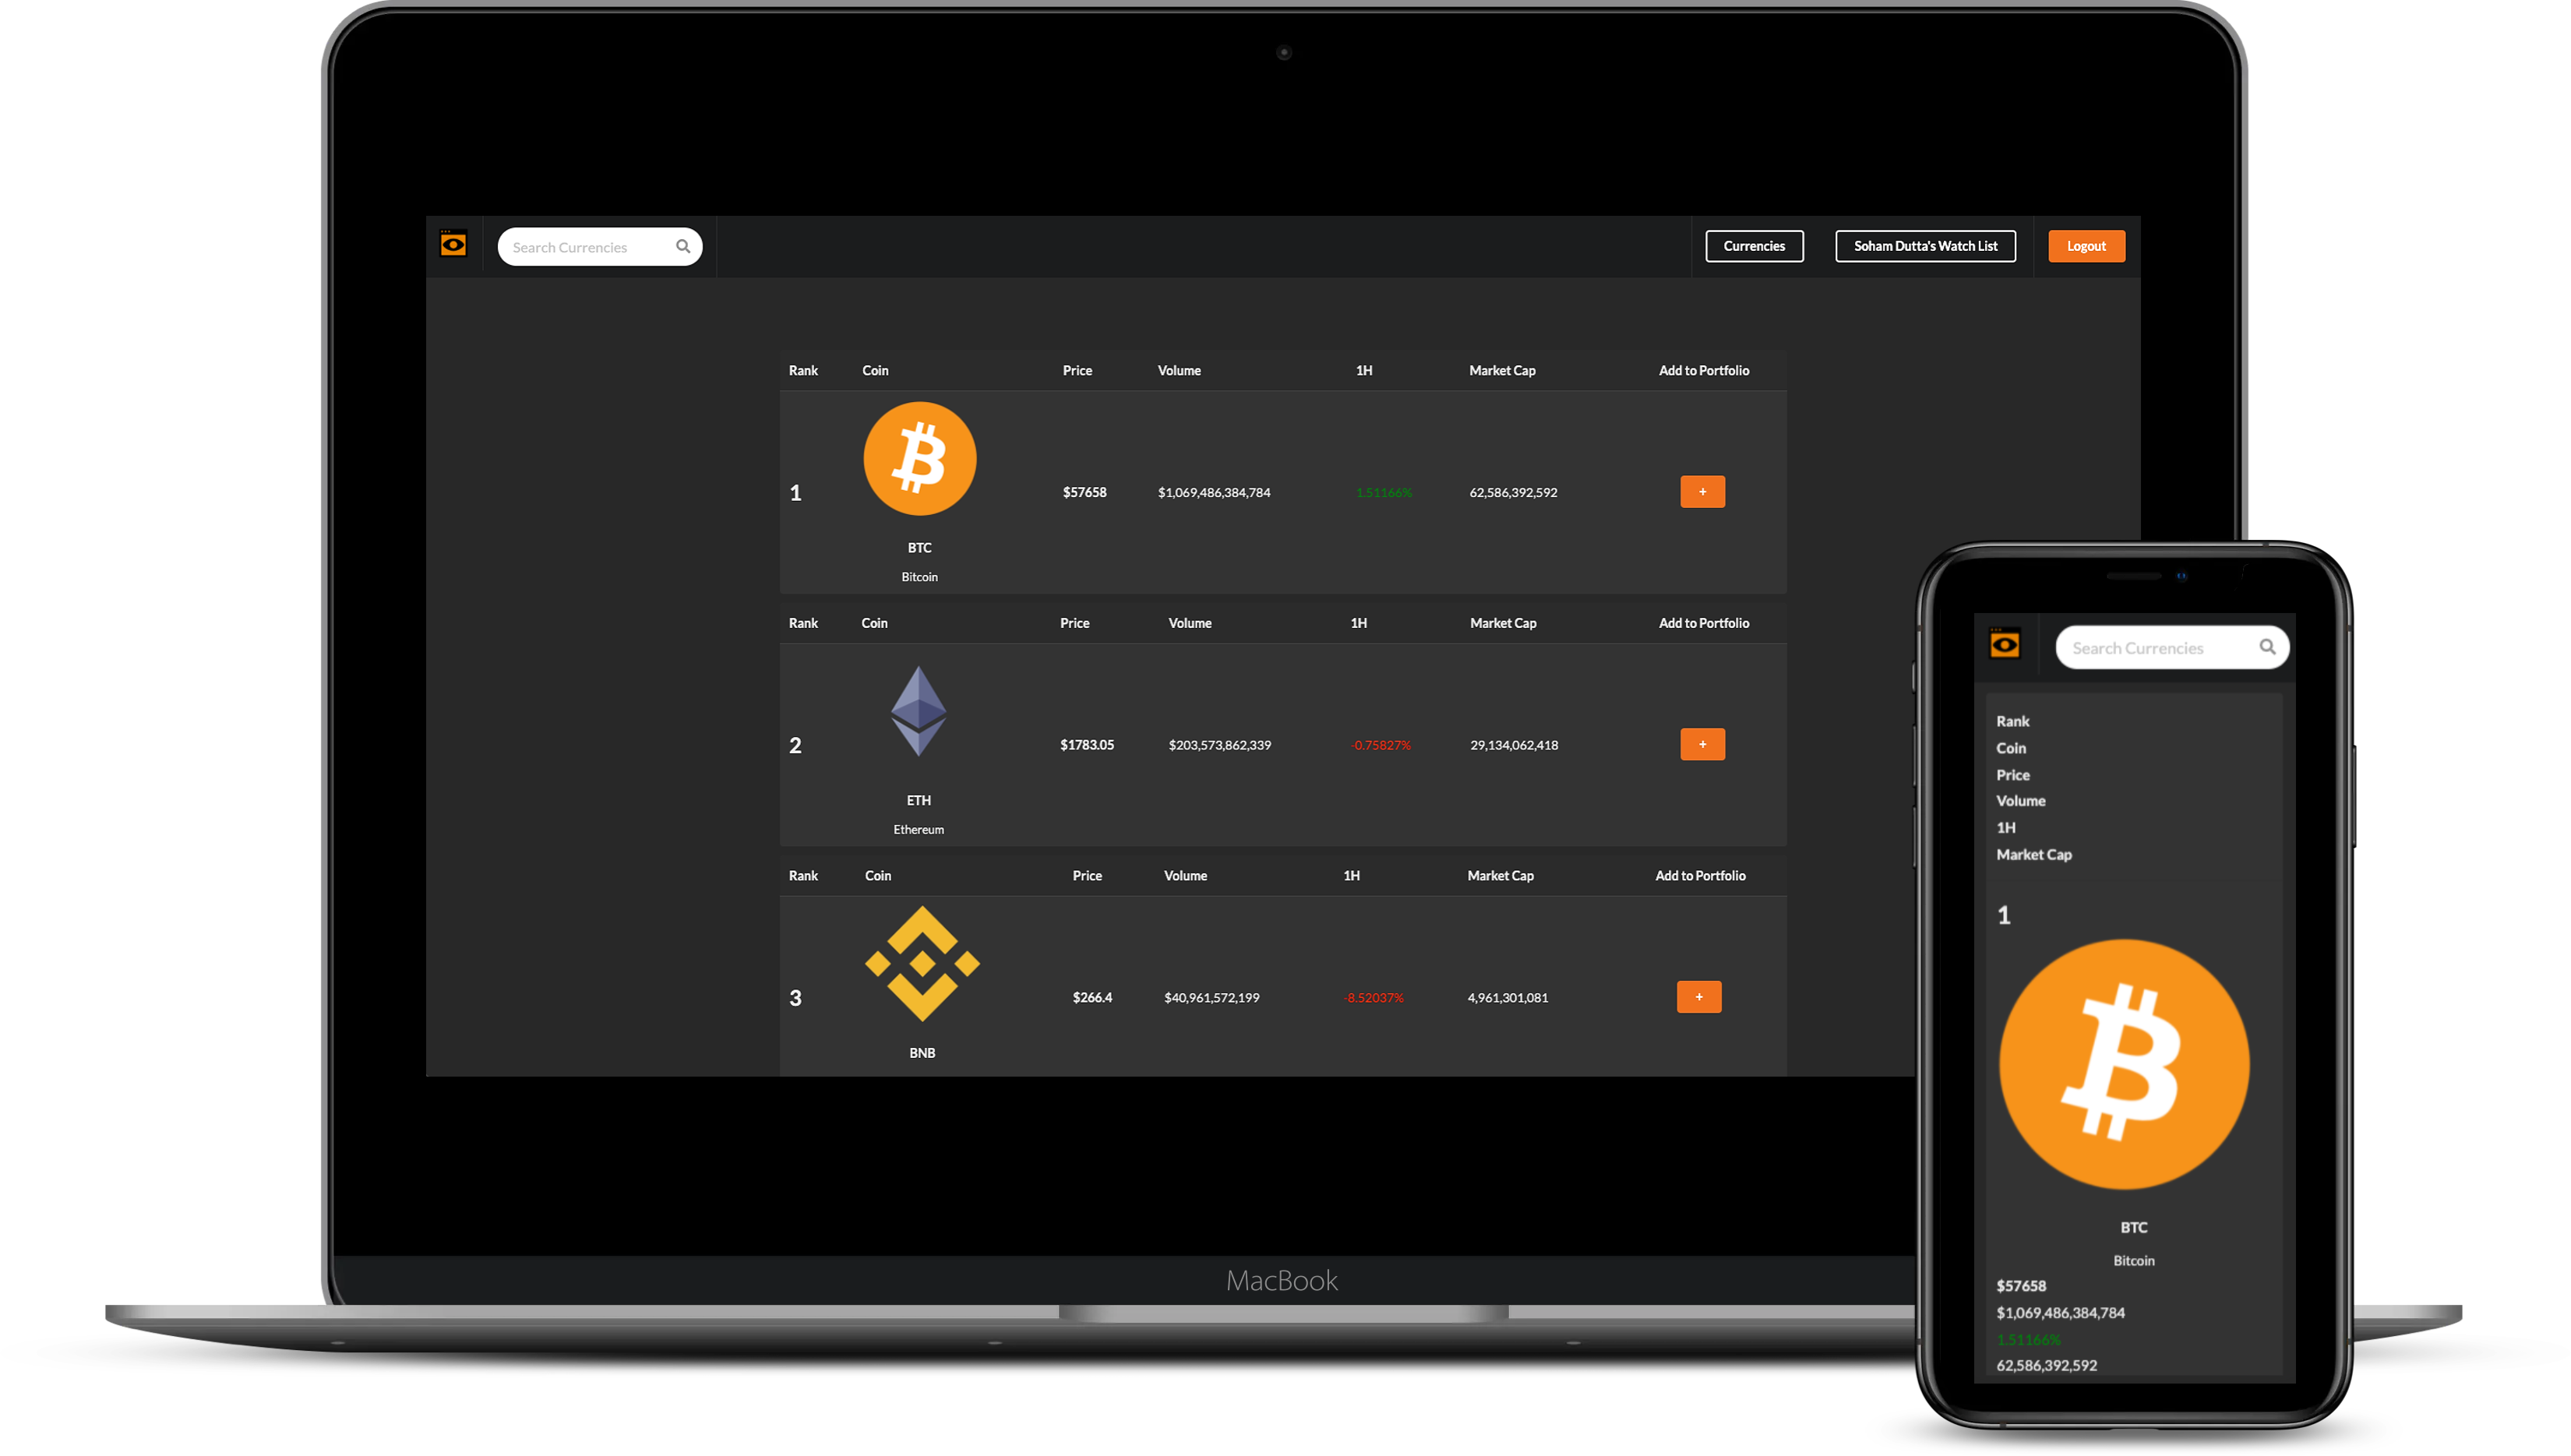 Search Currencies
Currencies
Soham Dutta's Watch List
Logout
Rank Coin Price Volume 1H Market Cap Add to Portfolio
1 $57658 $1,069,486,384,784 1.51166% 62,586,392,592 +
BTC
Bitcoin
Rank Coin Price Volume 1H Market Cap Add to Portfolio
2 $1783.05 $203,573,862,339 -0.75827% 29,134,062,418 +
ETH
Ethereum
Rank Coin Price Volume 1H Market Cap Add to Portfolio
3 $266.4 $40,961,572,199 -8.52037% 4,961,301,081 +
BNB
MacBook
Search Currencies
Rank
Coin
Price
Volume
1H
Market Cap
1
BTC
Bitcoin
$57658
$1,069,486,384,784
1.51166%
62,586,392,592